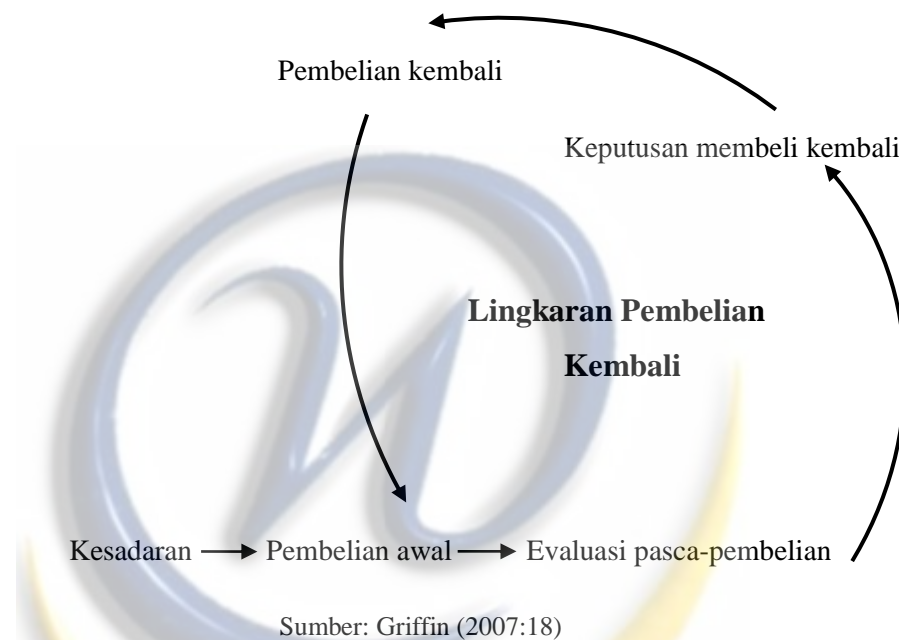 Pembelian kembali
Keputusan membeli kembali
Lingkaran Pembelian
Kembali
Kesadaran Pembelian awal Evaluasi pasca-pembelian
Sumber: Griffin (2007:18)